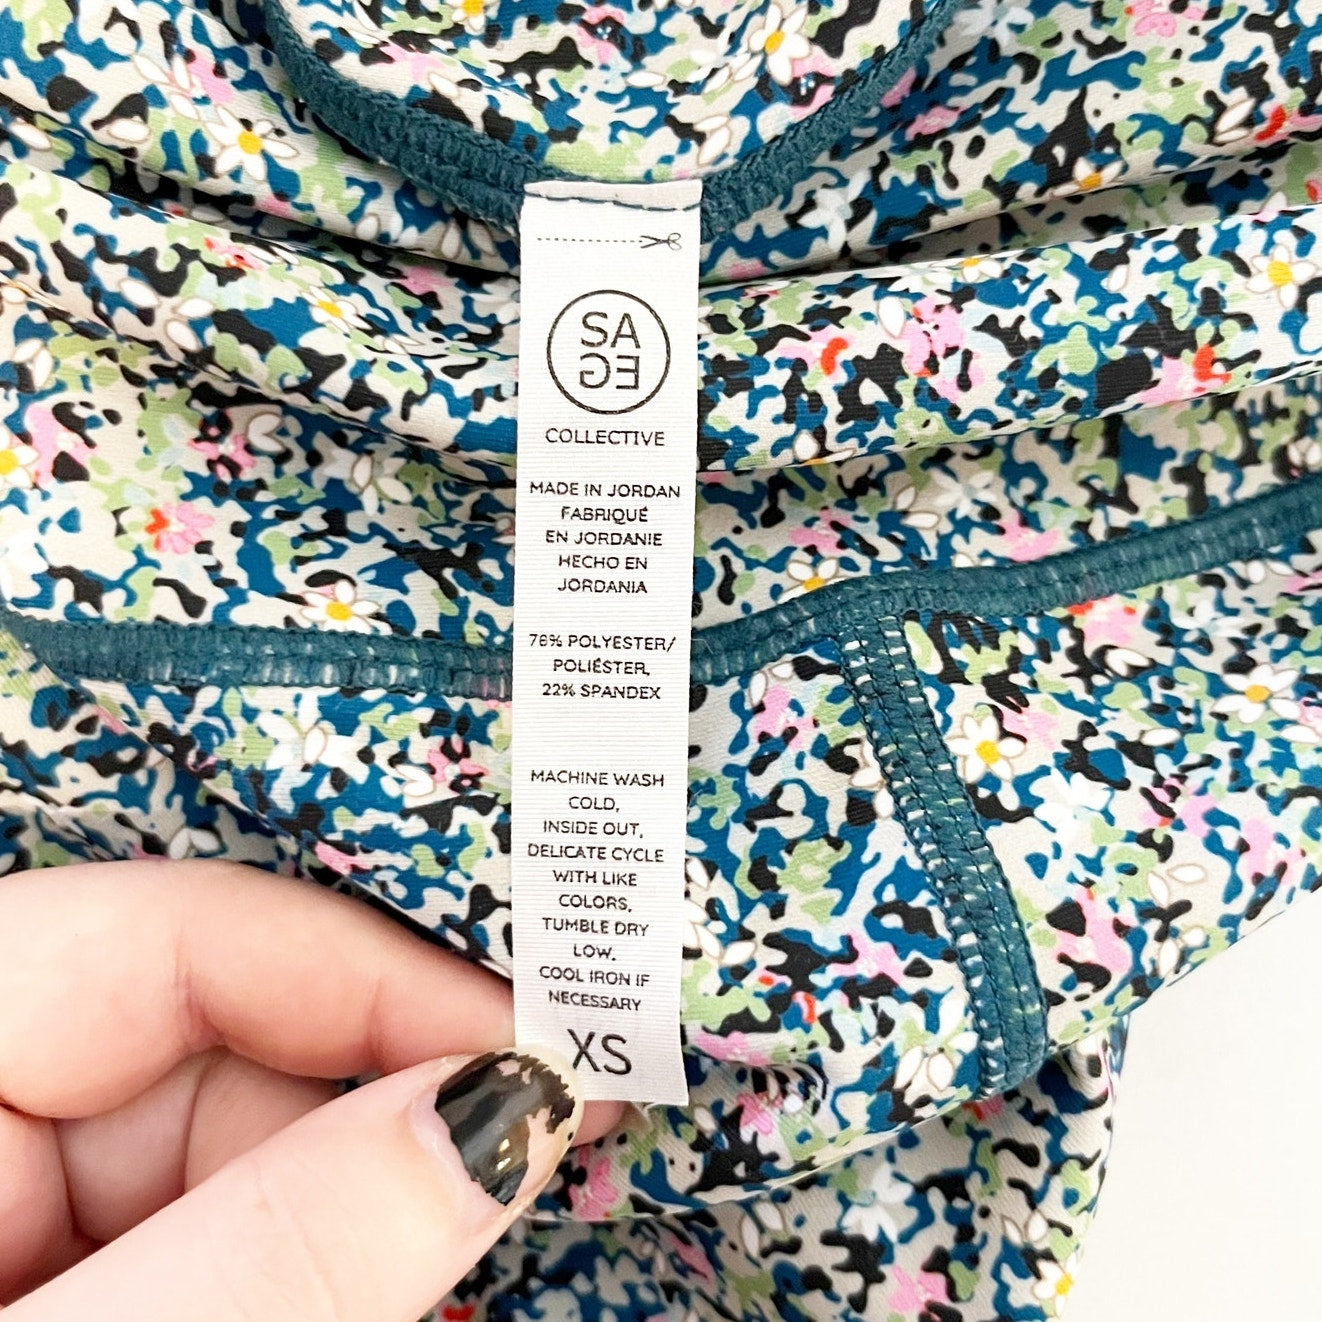 SA
GE
COLLECTIVE
MADE IN JORDAN
FABRIQUÉ
EN JORDANIE
HECHO EN
JORDANIA
78% POLYESTER/
POLIÉSTER,
22% SPANDEX
MACHINE WASH
COLD,
INSIDE OUT,
DELICATE CYCLE
WITH LIKE
COLORS,
TUMBLE DRY
LOW,
COOL IRON IF
NECESSARY
XS